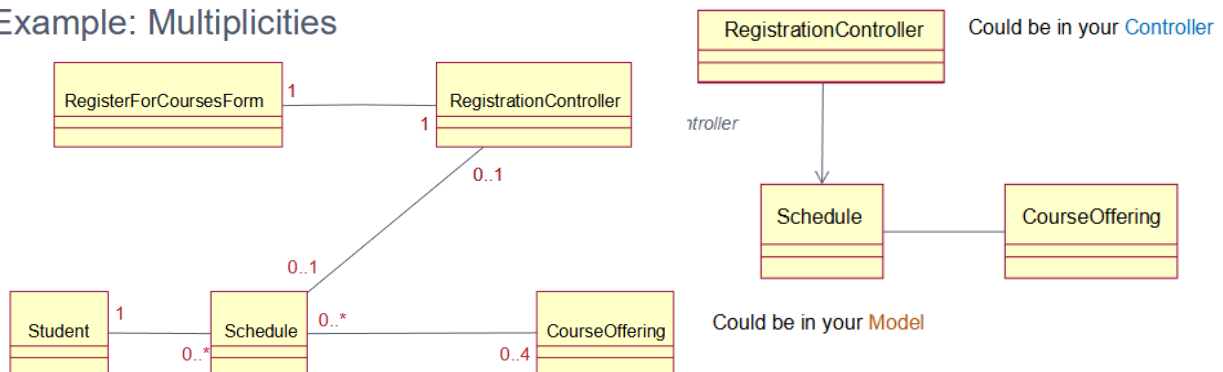 Example: Multiplicities
RegisterForCoursesForm
1
1
RegistrationController
0..1
0..1
Student
1
0..*
Schedule
0..*
0..4
CourseOffering
RegistrationController
Could be in your Controller
Schedule
CourseOffering
Could be in your Model